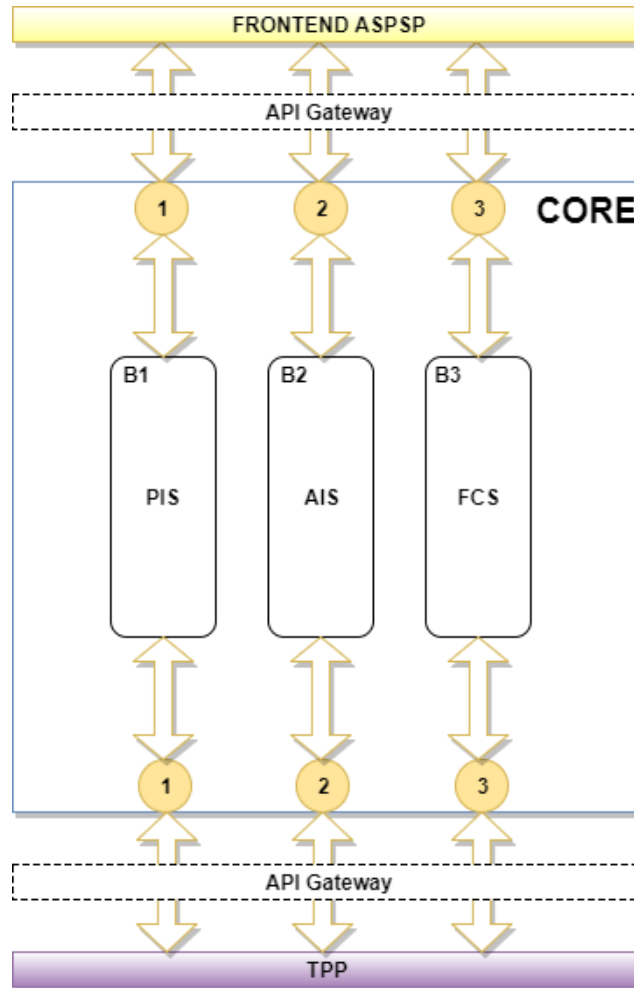 FRONTEND ASPSP
API Gateway
1 2 3
CORE
B1 B2 B3
PIS AIS FCS
1 2 3
API Gateway
TPP